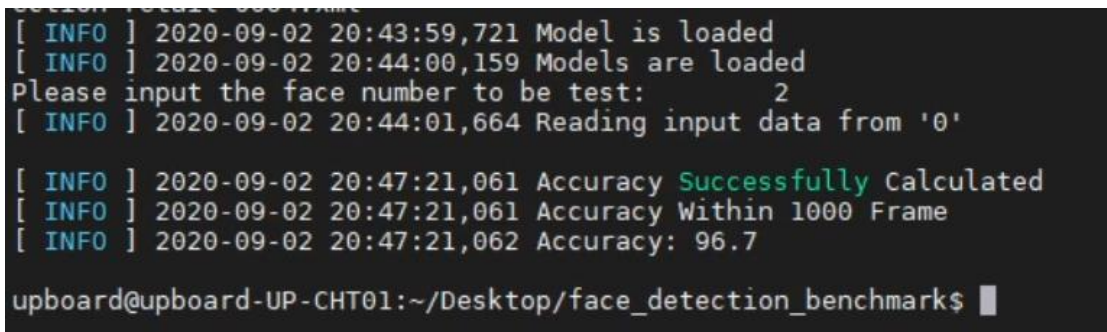 [ INFO ] 2020-09-02 20:43:59,721 Model is loaded
[ INFO ] 2020-09-02 20:44:00,159 Models are loaded
Please input the face number to be test: 2
[ INFO ] 2020-09-02 20:44:01,664 Reading input data from '0'
[ INFO ] 2020-09-02 20:47:21,061 Accuracy Successfully Calculated
[ INFO ] 2020-09-02 20:47:21,061 Accuracy Within 1000 Frame
[ INFO ] 2020-09-02 20:47:21,062 Accuracy: 96.7
upboard@upboard-UP-CHT01:~/Desktop/face_detection_benchmark$